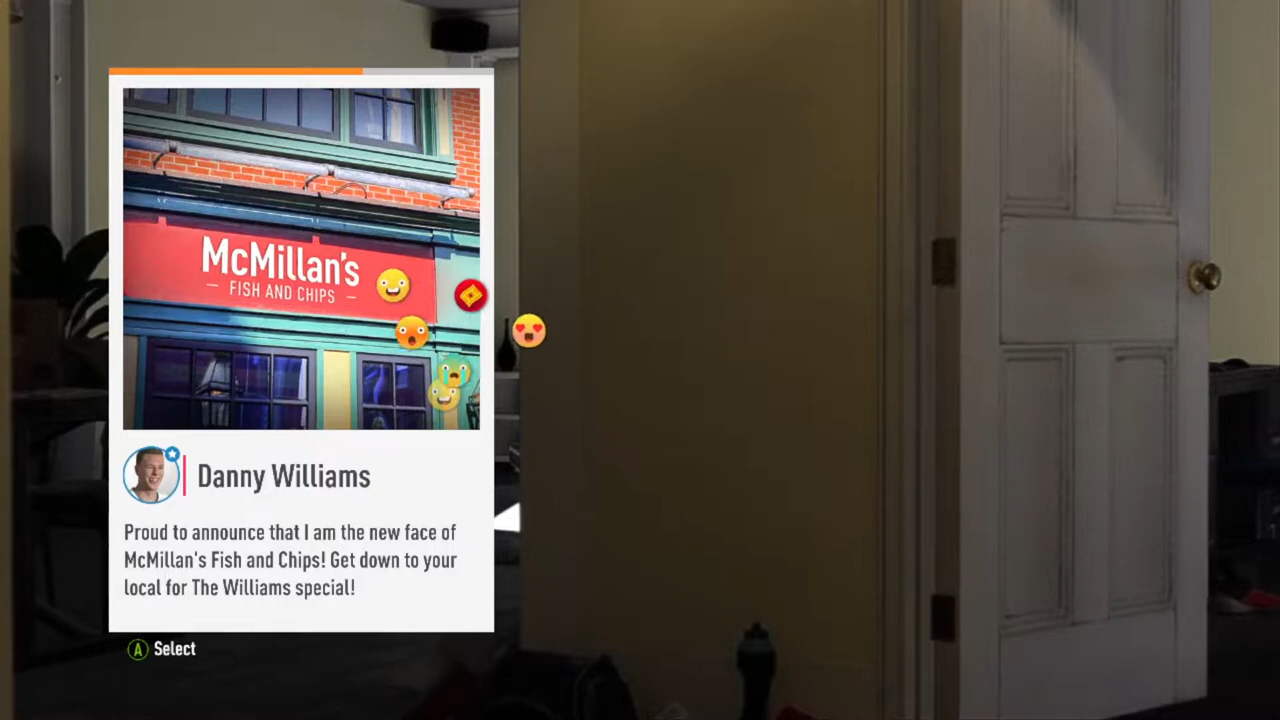 McMillan's
FISH AND CHIPS
Danny Williams
Proud to announce that I am the new face of
McMillan's Fish and Chips! Get down to your
local for The Williams special!
A Select